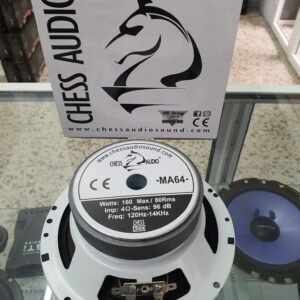 CHESS AUDIO
www.chessaudiosound.com
www.chessaudiosound.com
CHESS AUDIO®
CE
-MA64-
Watts: 160 Max./ 80Rms
Imp: 4Ω-Sens: 96 dB
Freq: 120Hz-14KHz
CHESS